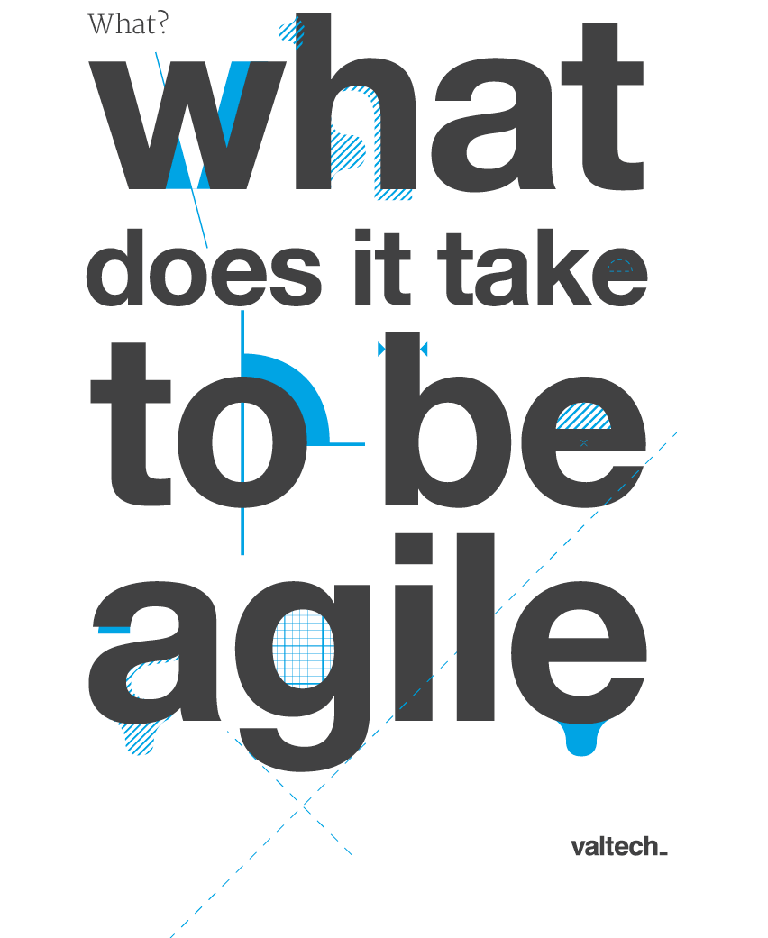 What?
what
does it take
to be
agile
valtech_